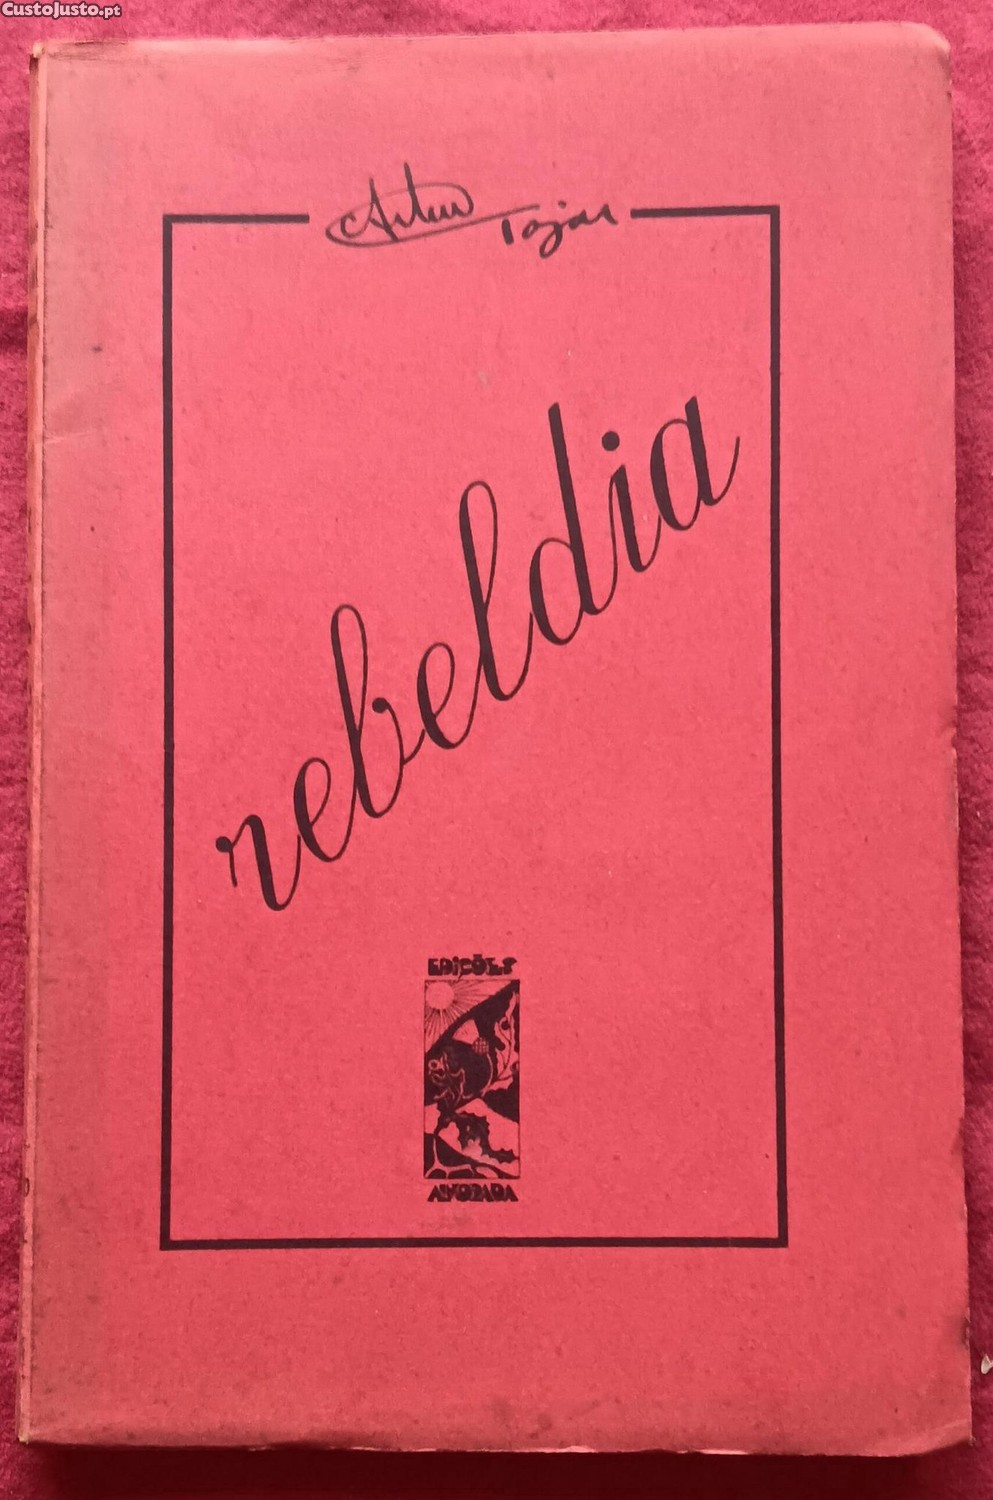 CustoJusto.pt
Artur
Tojal
rebeldia
EDIÇÕES
ALVORADA